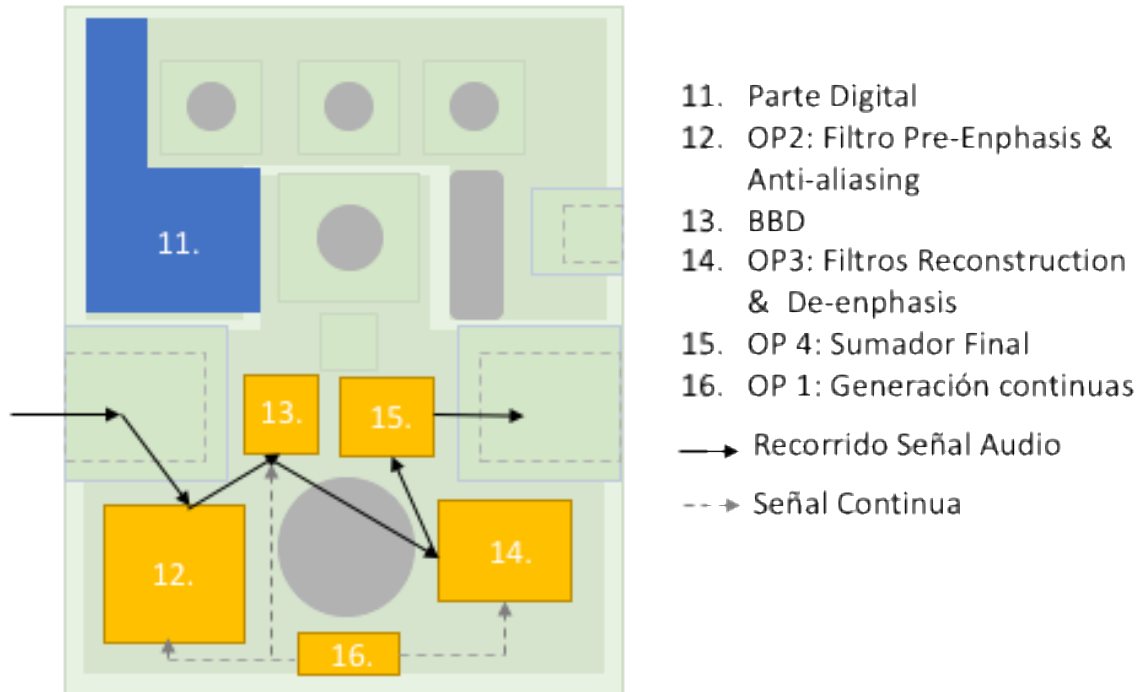 11. Parte Digital
12. OP2: Filtro Pre-Enphasis &
Anti-aliasing
13. BBD
14. OP3: Filtros Reconstruction
& De-enphasis
15. OP 4: Sumador Final
16. OP 1: Generación continuas
Recorrido Señal Audio
Señal Continua
11.
13.
15.
12.
14.
16.